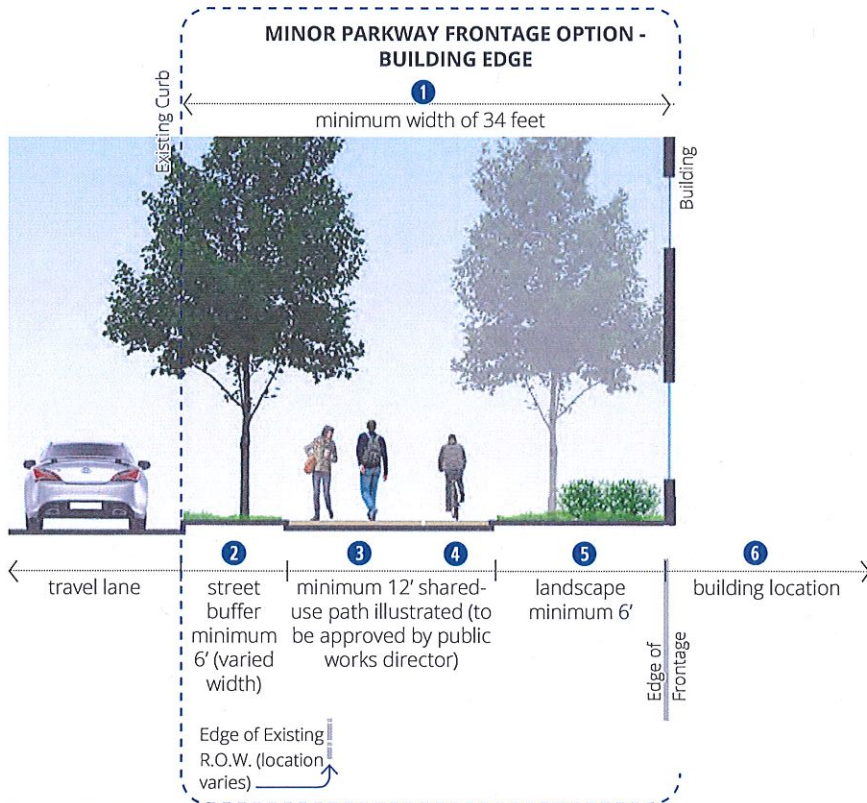 MINOR PARKWAY FRONTAGE OPTION -
BUILDING EDGE
1
minimum width of 34 feet
Existing Curb
Building
2
3
4
5
6
travel lane
street
buffer
minimum
6' (varied
width)
minimum 12' shared-
use path illustrated (to
be approved by public
works director)
landscape
minimum 6'
building location
Edge of
Frontage
Edge of Existing
R.O.W. (location
varies)